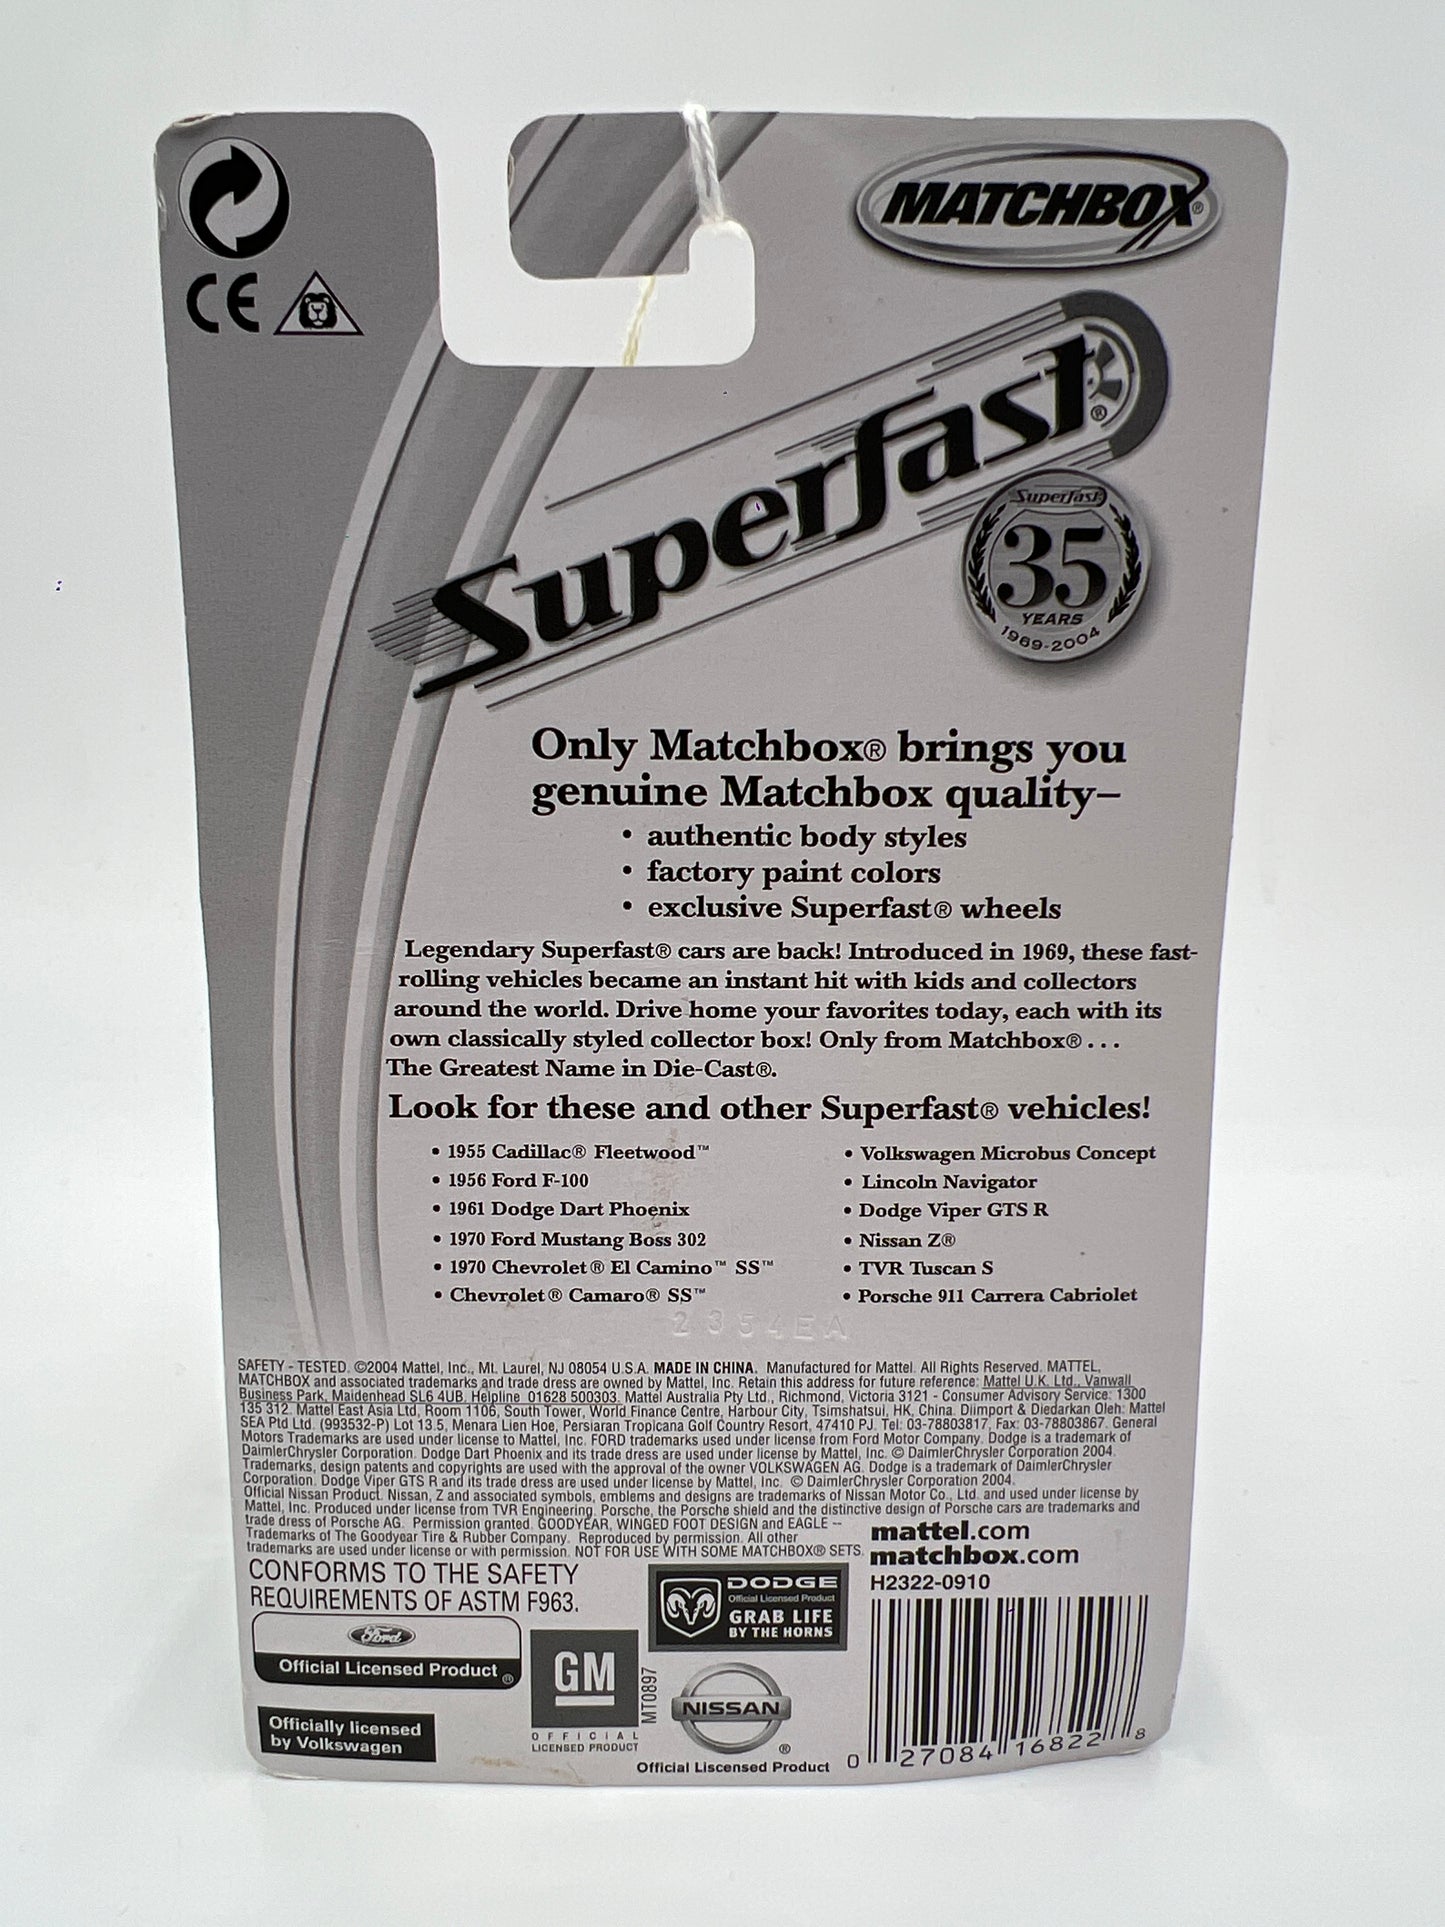 MATCHBOX®
CE
Superfast®
Superfast
35
YEARS
1969-2004
Only Matchbox® brings you
genuine Matchbox quality–
• authentic body styles
• factory paint colors
• exclusive Superfast® wheels
Legendary Superfast® cars are back! Introduced in 1969, these fast-
rolling vehicles became an instant hit with kids and collectors
around the world. Drive home your favorites today, each with its
own classically styled collector box! Only from Matchbox® . . .
The Greatest Name in Die-Cast®.
Look for these and other Superfast® vehicles!
• 1955 Cadillac® Fleetwood™
• 1956 Ford F-100
• 1961 Dodge Dart Phoenix
• 1970 Ford Mustang Boss 302
• 1970 Chevrolet® El Camino™ SS™
• Chevrolet® Camaro® SS™
• Volkswagen Microbus Concept
• Lincoln Navigator
• Dodge Viper GTS R
• Nissan Z®
• TVR Tuscan S
• Porsche 911 Carrera Cabriolet
2354EA
SAFETY - TESTED. ©2004 Mattel, Inc., Mt. Laurel, NJ 08054 U.S.A. MADE IN CHINA. Manufactured for Mattel. All Rights Reserved. MATTEL,
MATCHBOX and associated trademarks and trade dress are owned by Mattel, Inc. Retain this address for future reference: Mattel U.K. Ltd., Vanwall
Business Park, Maidenhead SL6 4UB. Helpline 01628 500303. Mattel Australia Pty Ltd., Richmond, Victoria 3121 - Consumer Advisory Service: 1300
135 312. Mattel East Asia Ltd, Room 1106, South Tower, World Finance Centre, Harbour City, Tsimshatsui, HK, China. Diimport & Diedarkan Oleh: Mattel
SEA Ptd Ltd. (993532-P) Lot 13.5, Menara Lien Hoe, Persiaran Tropicana Golf Country Resort, 47410 PJ. Tel: 03-78803817, Fax: 03-78803867. General
Motors Trademarks are used under license to Mattel, Inc. FORD trademarks used under license from Ford Motor Company. Dodge is a trademark of
DaimlerChrysler Corporation. Dodge Dart Phoenix and its trade dress are used under license by Mattel, Inc. © DaimlerChrysler Corporation 2004.
Trademarks, design patents and copyrights are used with the approval of the owner VOLKSWAGEN AG. Dodge is a trademark of DaimlerChrysler
Corporation. Dodge Viper GTS R and its trade dress are used under license by Mattel, Inc. © DaimlerChrysler Corporation 2004.
Official Nissan Product. Nissan, Z and associated symbols, emblems and designs are trademarks of Nissan Motor Co., Ltd. and used under license by
Mattel, Inc. Produced under license from TVR Engineering. Porsche, the Porsche shield and the distinctive design of Porsche cars are trademarks and
trade dress of Porsche AG. Permission granted. GOODYEAR, WINGED FOOT DESIGN and EAGLE --
Trademarks of The Goodyear Tire & Rubber Company. Reproduced by permission. All other
trademarks are used under license or with permission. NOT FOR USE WITH SOME MATCHBOX® SETS.
mattel.com
matchbox.com
H2322-0910
CONFORMS TO THE SAFETY
REQUIREMENTS OF ASTM F963.
Ford
Official Licensed Product ®
Officially licensed
by Volkswagen
GM
OFFICIAL
LICENSED PRODUCT
MT0897
DODGE
Official Licensed Product
GRAB LIFE
BY THE HORNS
NISSAN
®
Official Liscensed Product
0 27084 16822 8